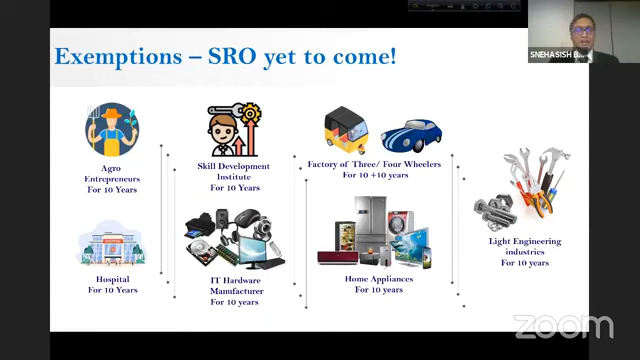 English
SNEHASISH B...
Exemptions – SRO yet to come!
Agro
Entrepreneurs
For 10 Years
Skill Development
Institute
For 10 Years
Factory of Three/ Four Wheelers
For 10 +10 years
Light Engineering
industries
For 10 years
HOSPITAL
Hospital
For 10 Years
IT Hardware
Manufacturer
For 10 years
Home Appliances
For 10 years
zoom